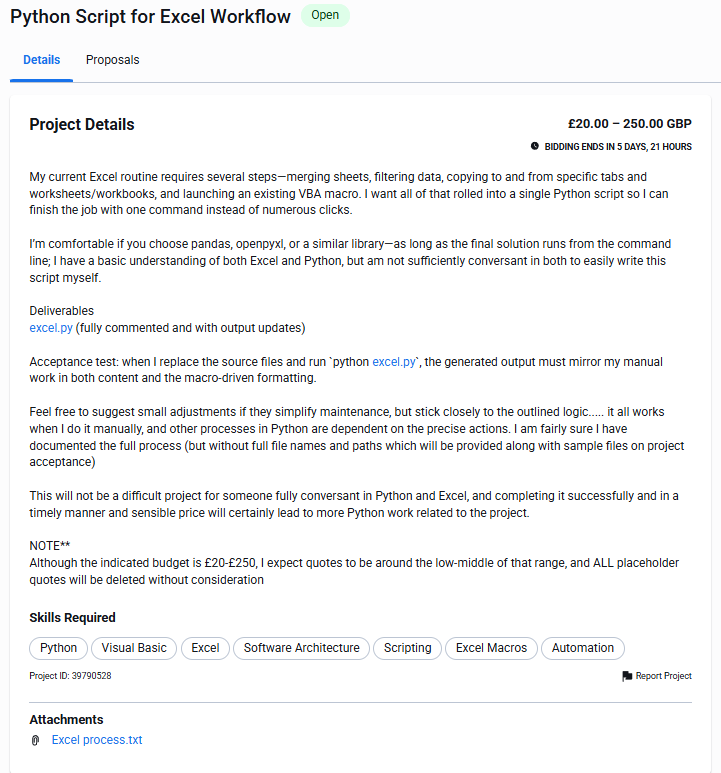 Python Script for Excel Workflow Open
Details Proposals
Project Details £20.00 – 250.00 GBP
BIDDING ENDS IN 5 DAYS, 21 HOURS
My current Excel routine requires several steps—merging sheets, filtering data, copying to and from specific tabs and
worksheets/workbooks, and launching an existing VBA macro. I want all of that rolled into a single Python script so I can
finish the job with one command instead of numerous clicks.
I'm comfortable if you choose pandas, openpyxl, or a similar library—as long as the final solution runs from the command
line; I have a basic understanding of both Excel and Python, but am not sufficiently conversant in both to easily write this
script myself.
Deliverables
excel.py (fully commented and with output updates)
Acceptance test: when I replace the source files and run `python excel.py`, the generated output must mirror my manual
work in both content and the macro-driven formatting.
Feel free to suggest small adjustments if they simplify maintenance, but stick closely to the outlined logic..... it all works
when I do it manually, and other processes in Python are dependent on the precise actions. I am fairly sure I have
documented the full process (but without full file names and paths which will be provided along with sample files on project
acceptance)
This will not be a difficult project for someone fully conversant in Python and Excel, and completing it successfully and in a
timely manner and sensible price will certainly lead to more Python work related to the project.
NOTE**
Although the indicated budget is £20-£250, I expect quotes to be around the low-middle of that range, and ALL placeholder
quotes will be deleted without consideration
Skills Required
Python Visual Basic Excel Software Architecture Scripting Excel Macros Automation
Project ID: 39790528 Report Project
Attachments
Excel process.txt